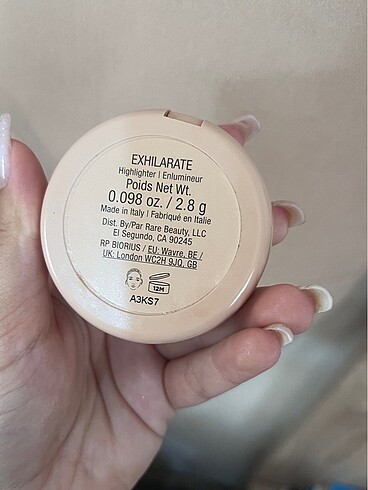 EXHILARATE
Highlighter | Enlumineur
Poids Net Wt.
0.098 oz. / 2.8 g
Made in Italy | Fabriqué en Italie
Dist. By/Par Rare Beauty, LLC
El Segundo, CA 90245
RP BIORIUS / EU: Wavre, BE /
UK: London WC2H 9JQ, GB
12M
A3KS7